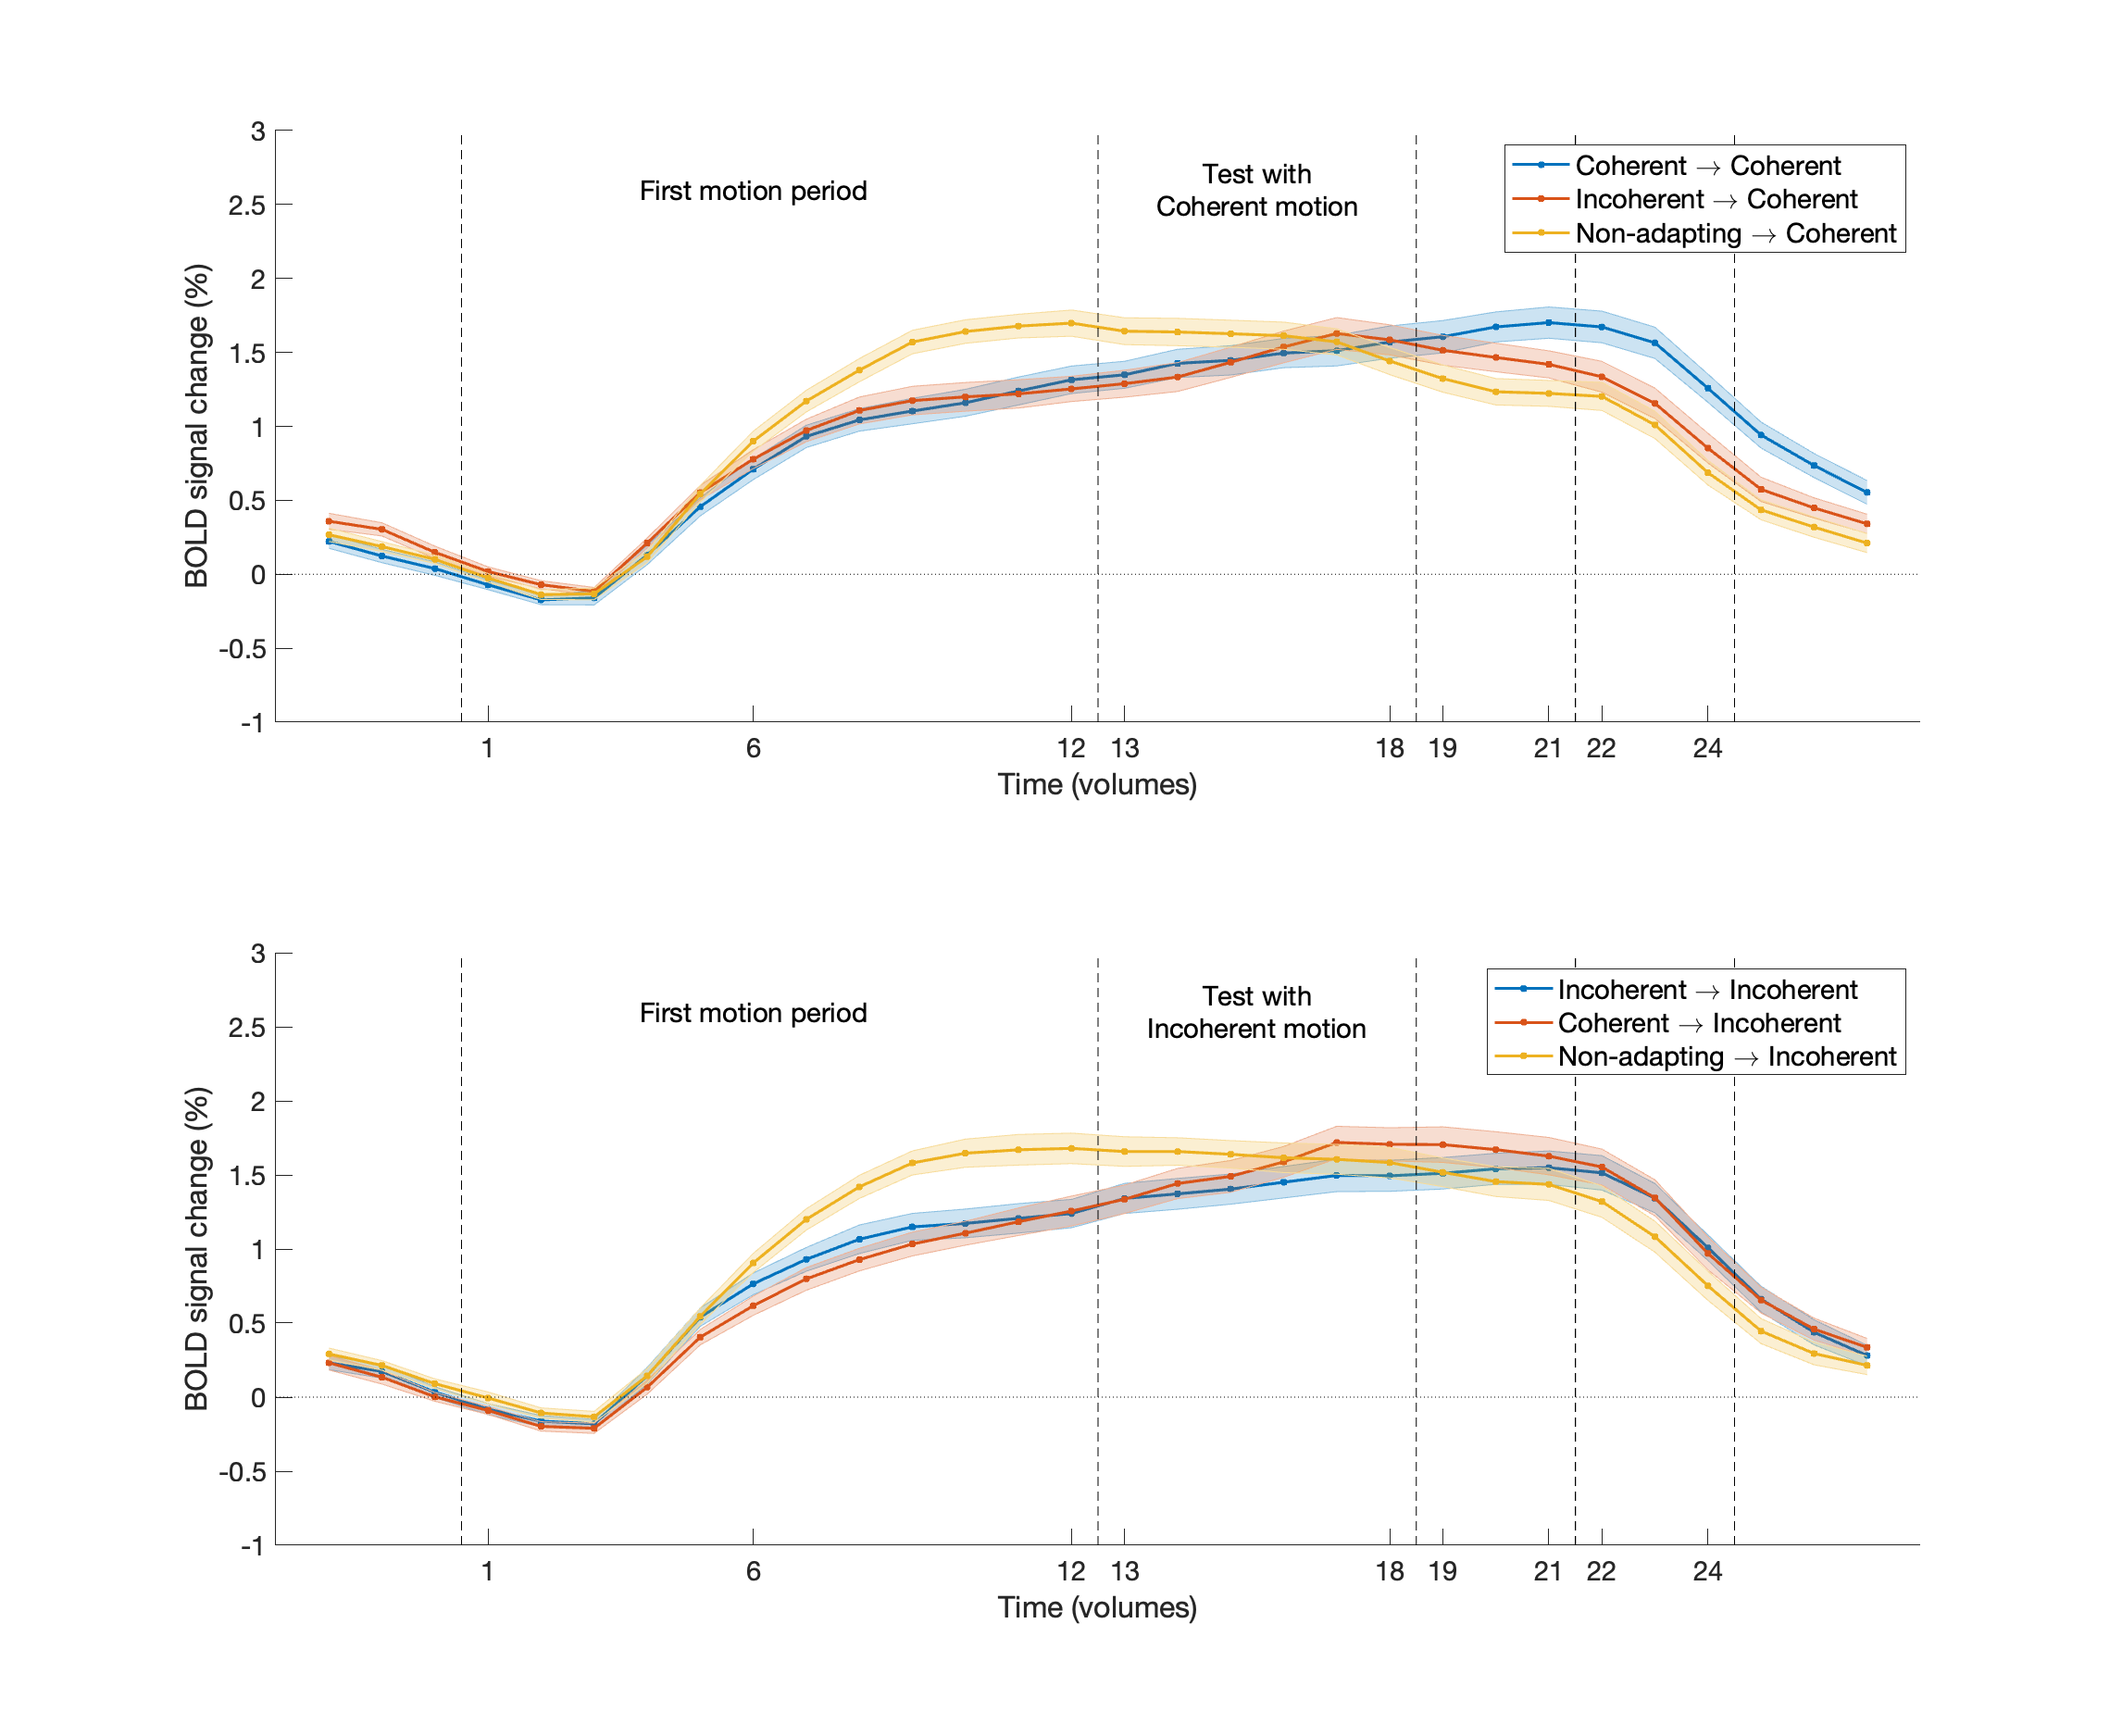 3
2.5
2
1.5
1
0.5
0
-0.5
-1
BOLD signal change (%)
First motion period
Test with
Coherent motion
Coherent → Coherent
Incoherent → Coherent
Non-adapting → Coherent
1 6 12 13 18 19 21 22 24
Time (volumes)
3
2.5
2
1.5
1
0.5
0
-0.5
-1
BOLD signal change (%)
First motion period
Test with
Incoherent motion
Incoherent → Incoherent
Coherent → Incoherent
Non-adapting → Incoherent
1 6 12 13 18 19 21 22 24
Time (volumes)